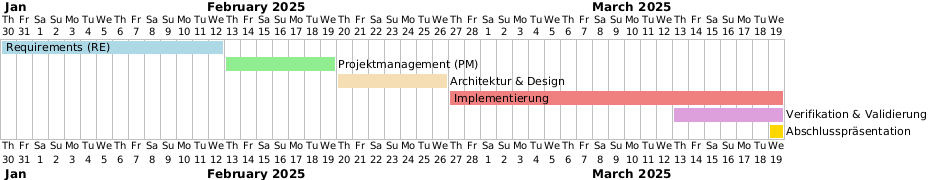 Jan February 2025 March 2025
Th Fr Sa Su Mo Tu We Th Fr Sa Su Mo Tu We Th Fr Sa Su Mo Tu We Th Fr Sa Su Mo Tu We Th Fr Sa Su Mo Tu We Th Fr Sa Su Mo Tu We Th Fr Sa Su Mo Tu We
30 31 1 2 3 4 5 6 7 8 9 10 11 12 13 14 15 16 17 18 19 20 21 22 23 24 25 26 27 28 1 2 3 4 5 6 7 8 9 10 11 12 13 14 15 16 17 18 19
Requirements (RE)
Projektmanagement (PM)
Architektur & Design
Implementierung
Verifikation & Validierung
Abschlusspräsentation
Th Fr Sa Su Mo Tu We Th Fr Sa Su Mo Tu We Th Fr Sa Su Mo Tu We Th Fr Sa Su Mo Tu We Th Fr Sa Su Mo Tu We Th Fr Sa Su Mo Tu We Th Fr Sa Su Mo Tu We
30 31 1 2 3 4 5 6 7 8 9 10 11 12 13 14 15 16 17 18 19 20 21 22 23 24 25 26 27 28 1 2 3 4 5 6 7 8 9 10 11 12 13 14 15 16 17 18 19
Jan February 2025 March 2025